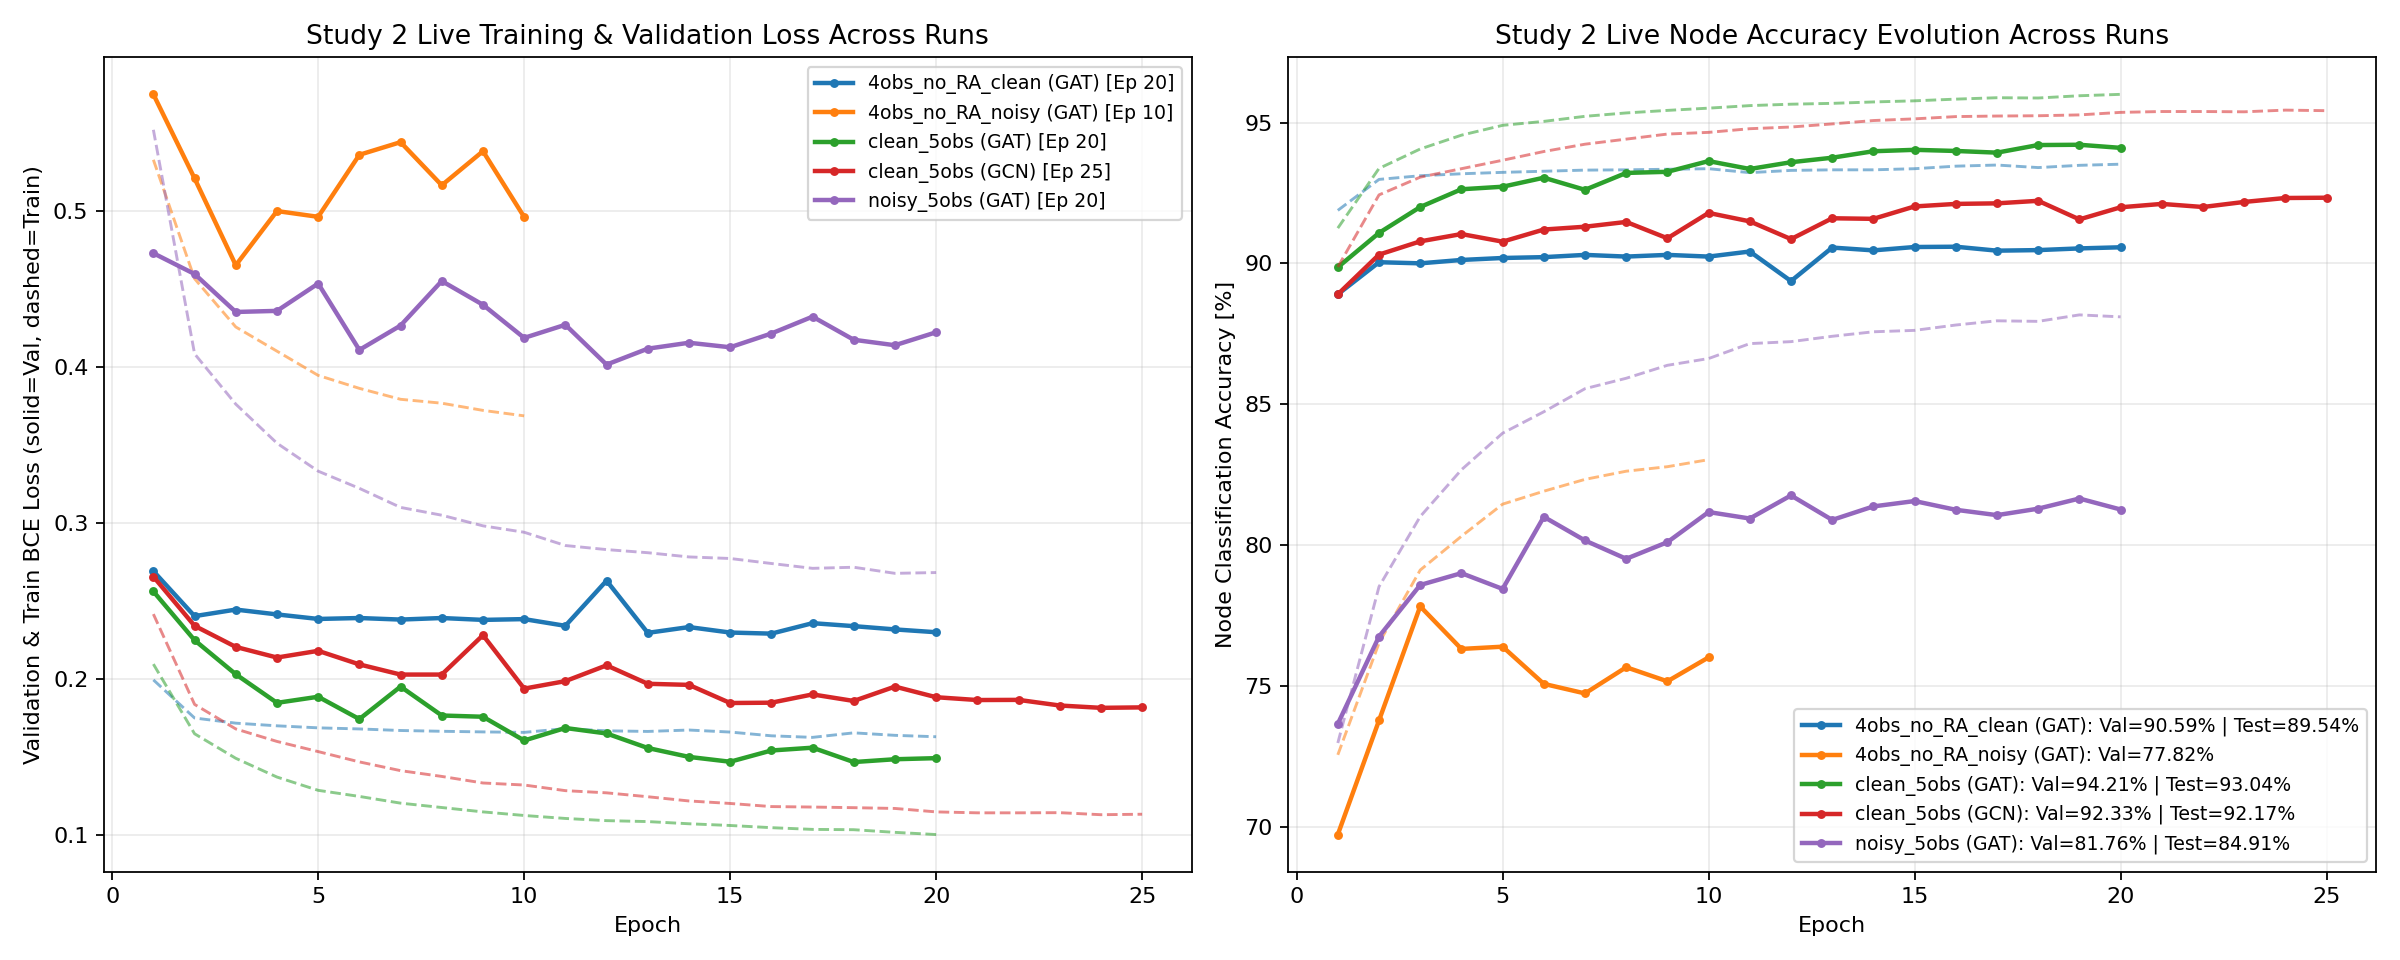 Study 2 Live Training & Validation Loss Across Runs
Validation & Train BCE Loss (solid=Val, dashed=Train)
0.5
0.4
0.3
0.2
0.1
4obs_no_RA_clean (GAT) [Ep 20]
4obs_no_RA_noisy (GAT) [Ep 10]
clean_5obs (GAT) [Ep 20]
clean_5obs (GCN) [Ep 25]
noisy_5obs (GAT) [Ep 20]
0 5 10 15 20 25
Epoch
Study 2 Live Node Accuracy Evolution Across Runs
Node Classification Accuracy [%]
95
90
85
80
75
70
4obs_no_RA_clean (GAT): Val=90.59% | Test=89.54%
4obs_no_RA_noisy (GAT): Val=77.82%
clean_5obs (GAT): Val=94.21% | Test=93.04%
clean_5obs (GCN): Val=92.33% | Test=92.17%
noisy_5obs (GAT): Val=81.76% | Test=84.91%
0 5 10 15 20 25
Epoch